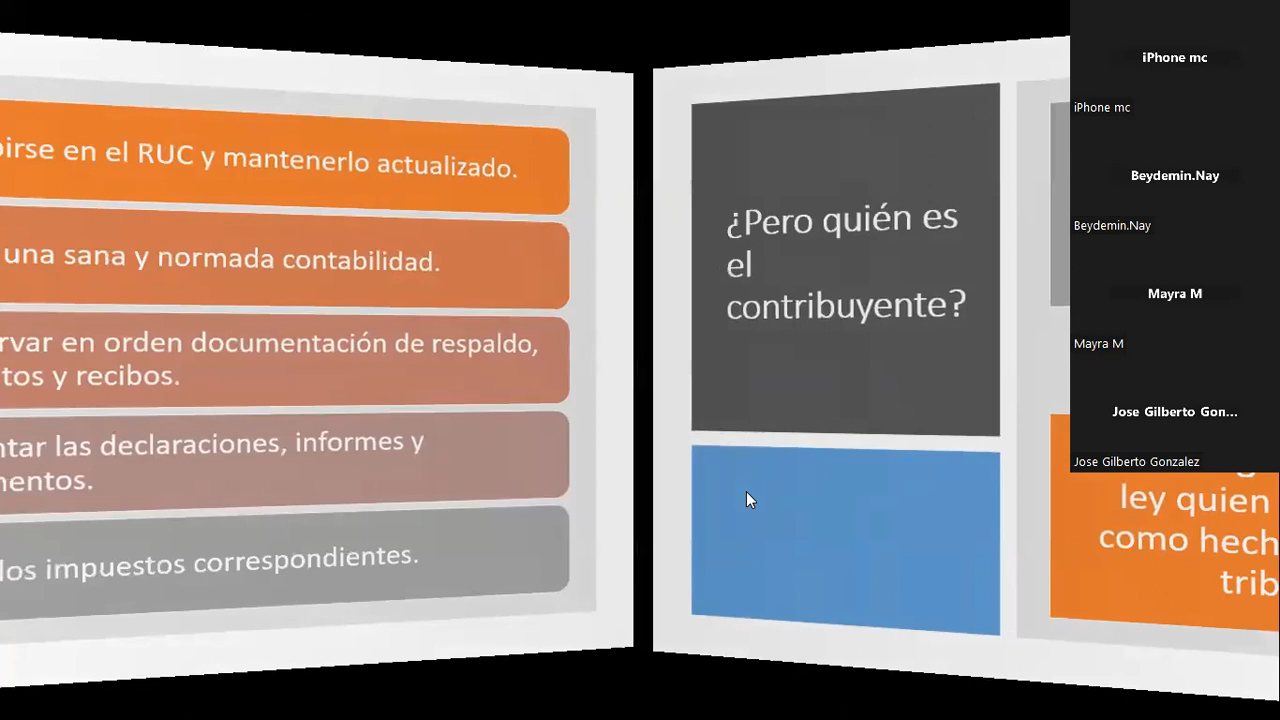 birse en el RUC y mantenerlo actualizado.
una sana y normada contabilidad.
rvar en orden documentación de respaldo,
tos y recibos.
ntar las declaraciones, informes y
mentos.
los impuestos correspondientes.
¿Pero quién es
el
contribuyente?
ley quien
como hech
trib
iPhone mc
iPhone mc
Beydemin.Nay
Beydemin.Nay
Mayra M
Mayra M
Jose Gilberto Gon...
Jose Gilberto Gonzalez